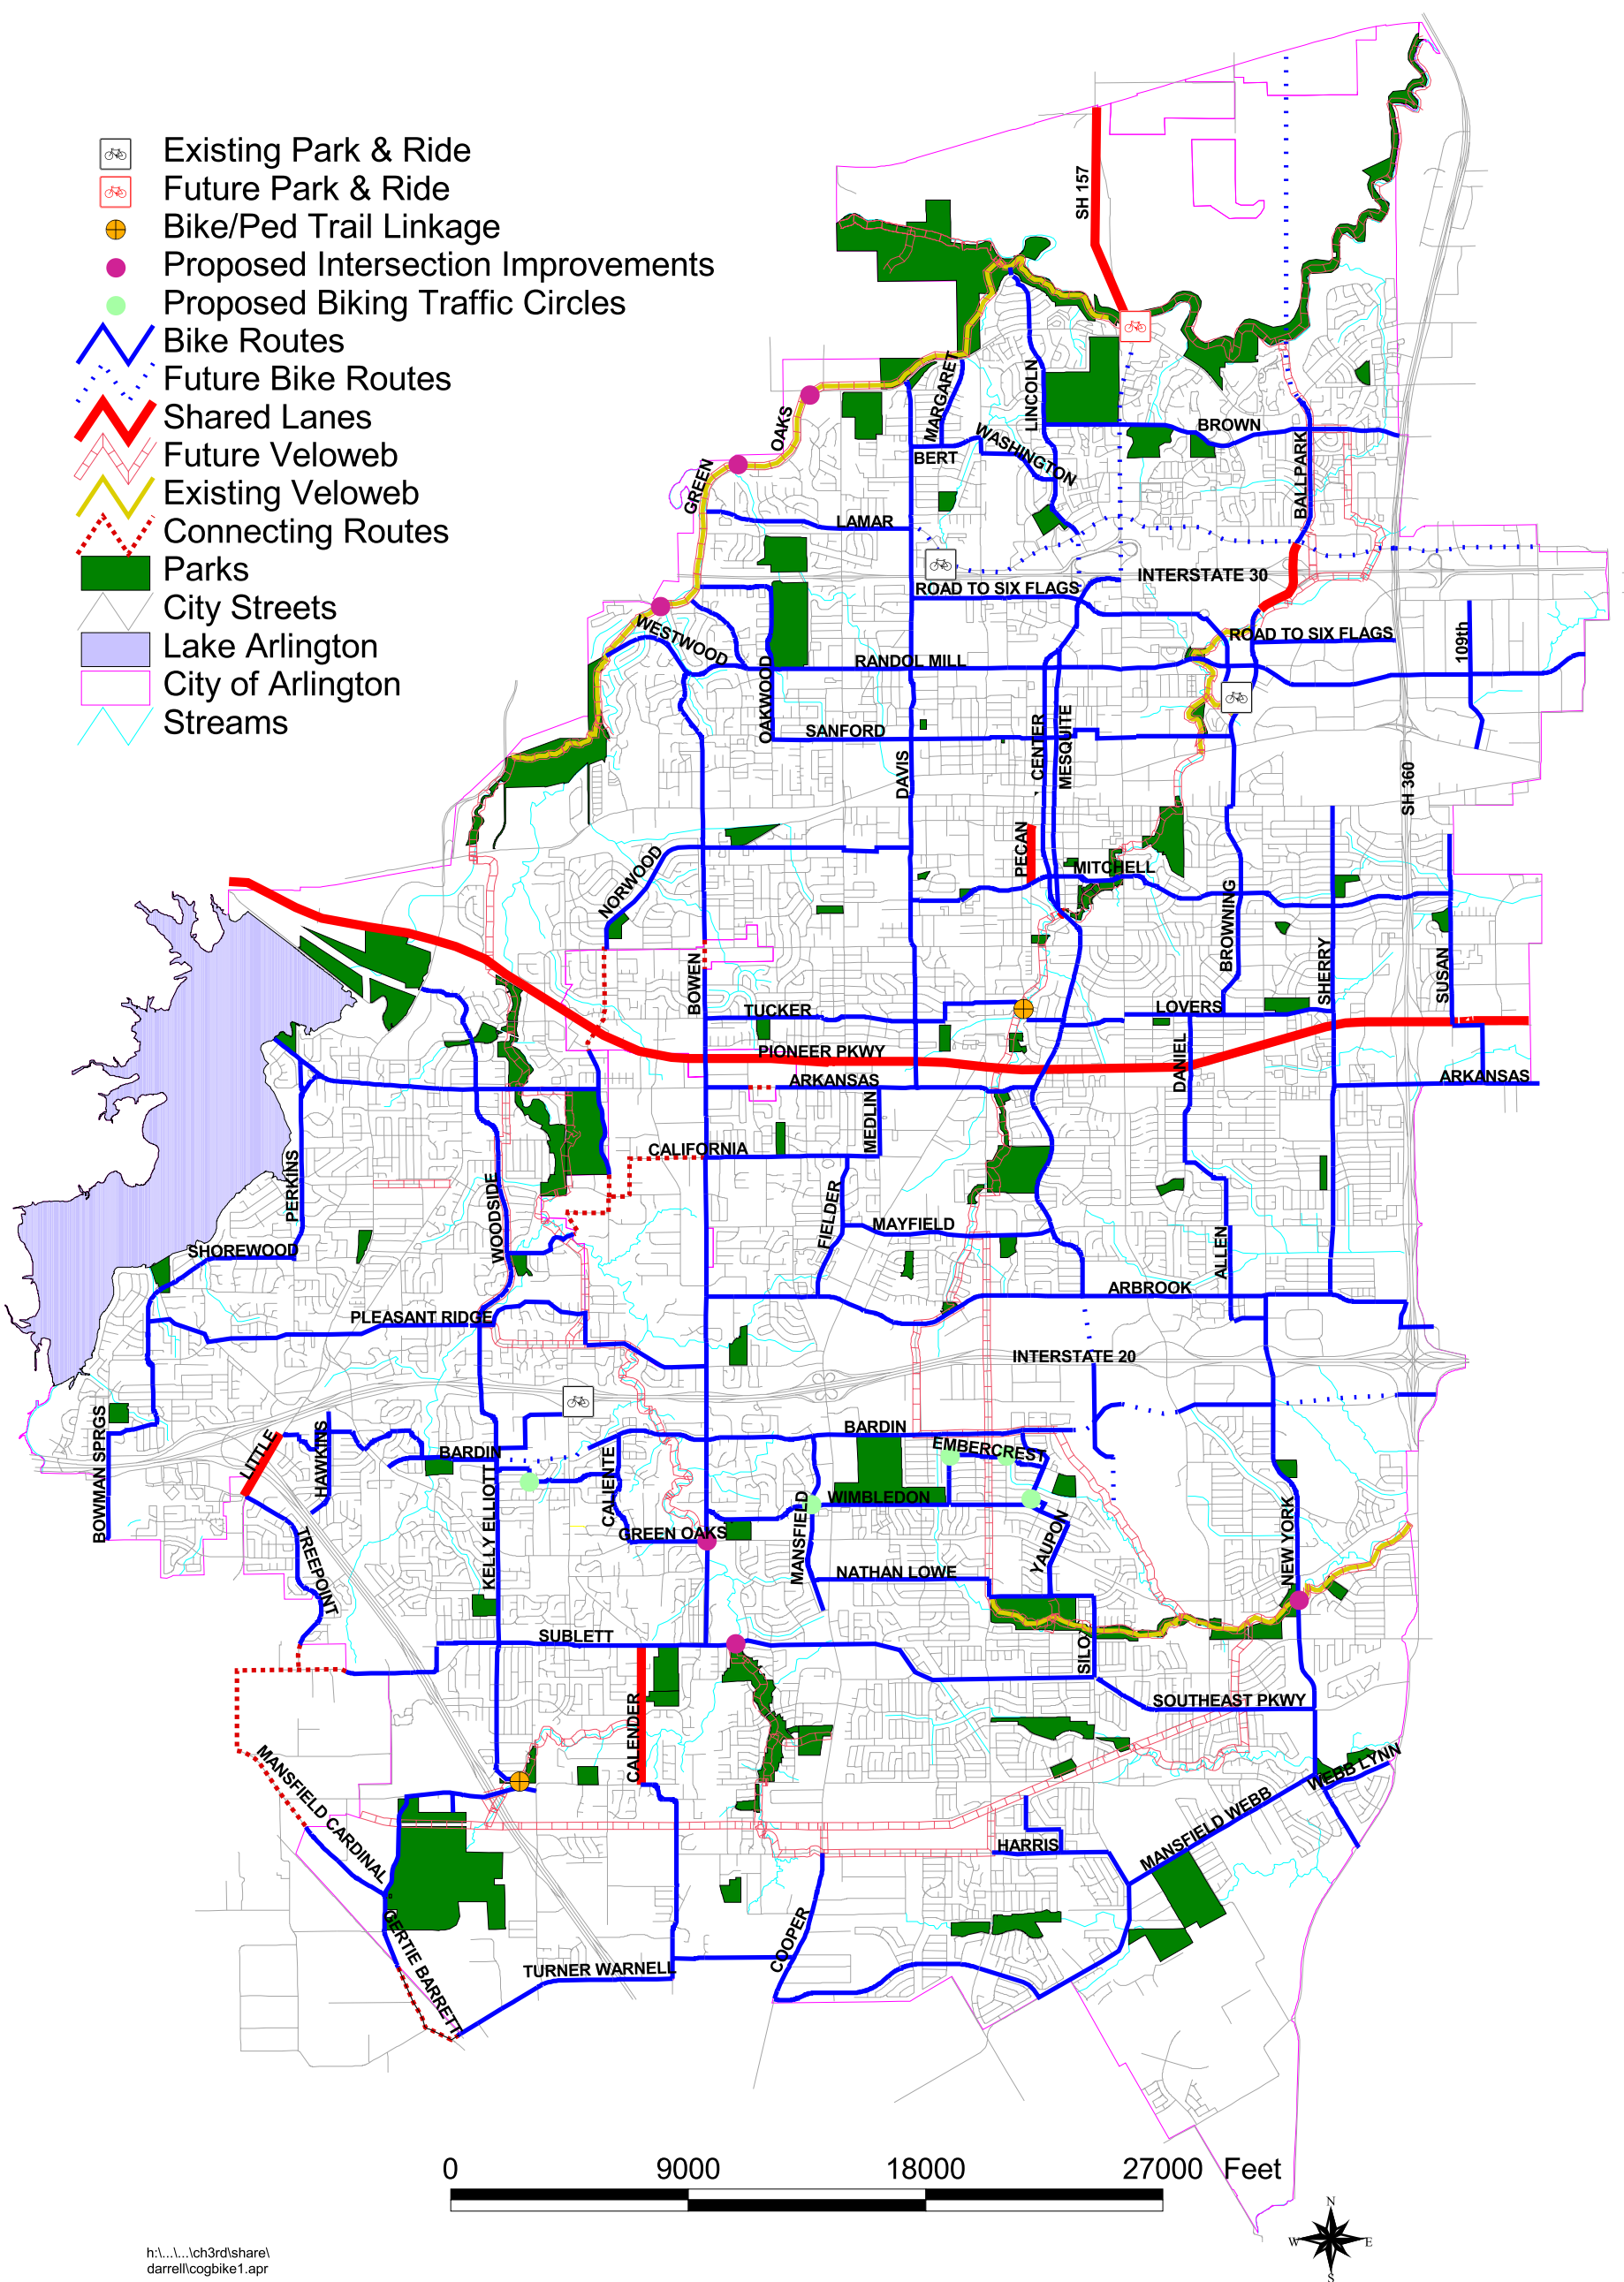 Existing Park & Ride
Future Park & Ride
Bike/Ped Trail Linkage
Proposed Intersection Improvements
Proposed Biking Traffic Circles
Bike Routes
Future Bike Routes
Shared Lanes
Future Veloweb
Existing Veloweb
Connecting Routes
Parks
City Streets
Lake Arlington
City of Arlington
Streams
SH 157
MARGARET
LINCOLN
OAKS
BROWN
WASHINGTON
BERT
BALLPARK
GREEN
LAMAR
INTERSTATE 30
ROAD TO SIX FLAGS
ROAD TO SIX FLAGS
109th
WESTWOOD
RANDOL MILL
OAKWOOD
SANFORD
CENTER
MESQUITE
DAVIS
SH 360
PECAN
MITCHELL
NORWOOD
BROWNING
SHERRY
SUSAN
BOWEN
TUCKER
LOVERS
PIONEER PKWY
DANIEL
ARKANSAS
ARKANSAS
MEDLIN
CALIFORNIA
PERKINS
WOODSIDE
FIELDER
MAYFIELD
SHOREWOOD
ALLEN
ARBROOK
PLEASANT RIDGE
INTERSTATE 20
BOWMAN SPRGS
LITTLE
HAWKINS
BARDIN
BARDIN
EMBERCREST
KELLY ELLIOTT
CALIENTE
WIMBLEDON
MANSFIELD
GREEN OAKS
YAUPON
NEW YORK
TREEPOINT
NATHAN LOWE
SUBLETT
SILO
SOUTHEAST PKWY
CALENDER
MANSFIELD CARDINAL
WEBB LYNN
MANSFIELD WEBB
HARRIS
GERTIE BARRETT
COOPER
TURNER WARNELL
0 9000 18000 27000 Feet
N
W E
S
h:\...\...\ch3rd\share\
darrell\cogbike1.apr